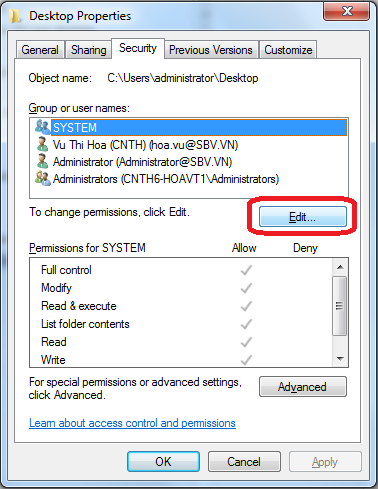 Desktop Properties
General Sharing Security Previous Versions Customize
Object name: C:\Users\administrator\Desktop
Group or user names:
SYSTEM
Vu Thi Hoa (CNTH) (hoa.vu@SBV.VN)
Administrator (Administrator@SBV.VN)
Administrators (CNTH6-HOAVT1\Administrators)
To change permissions, click Edit. Edit...
Permissions for SYSTEM Allow Deny
Full control
Modify
Read & execute
List folder contents
Read
Write
For special permissions or advanced settings,
click Advanced. Advanced
Learn about access control and permissions
OK Cancel Apply